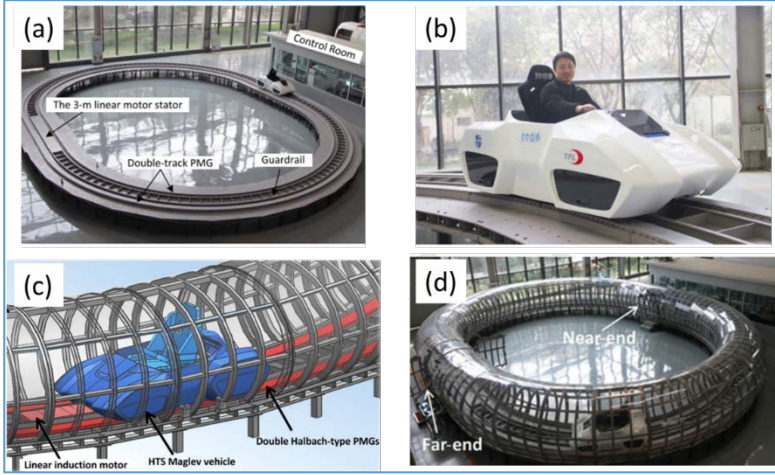 (a)
Control Room
The 3-m linear motor stator
Double-track PMG
Guardrail
(b)
TPL
(c)
Double Halbach-type PMGs
Linear induction motor
HTS Maglev vehicle
(d)
Near-end
Far-end